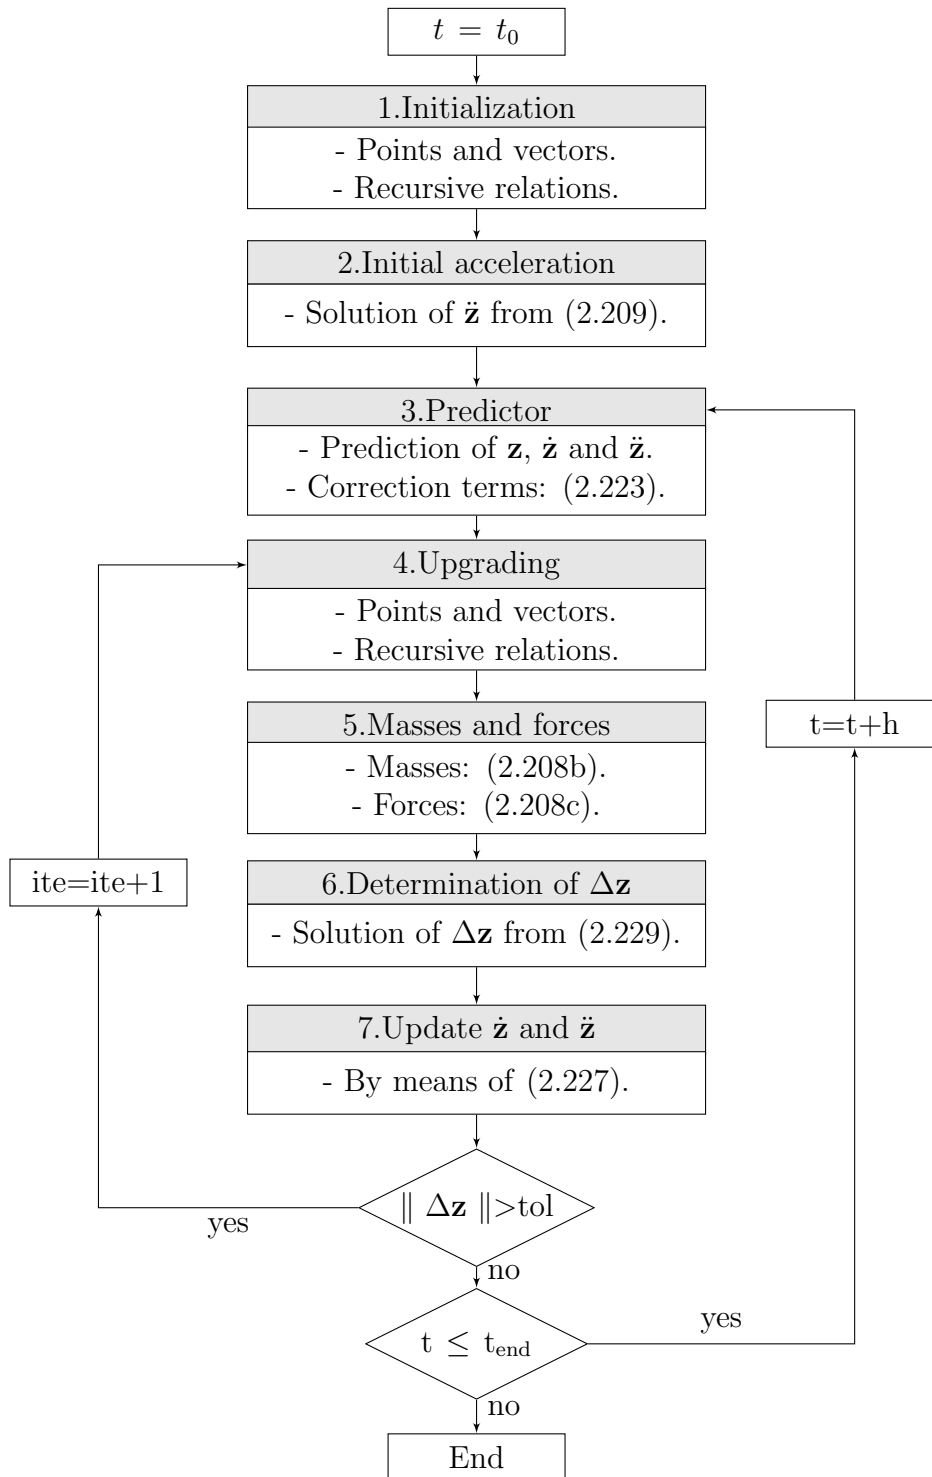 t = t₀
1.Initialization
- Points and vectors.
- Recursive relations.
2.Initial acceleration
- Solution of z̈ from (2.209).
3.Predictor
- Prediction of z, ż and z̈.
- Correction terms: (2.223).
4.Upgrading
- Points and vectors.
- Recursive relations.
5.Masses and forces
- Masses: (2.208b).
- Forces: (2.208c).
t=t+h
ite=ite+1
6.Determination of Δz
- Solution of Δz from (2.229).
7.Update ż and z̈
- By means of (2.227).
‖ Δz ‖>tol
yes
no
t ≤ t_end
yes
no
End